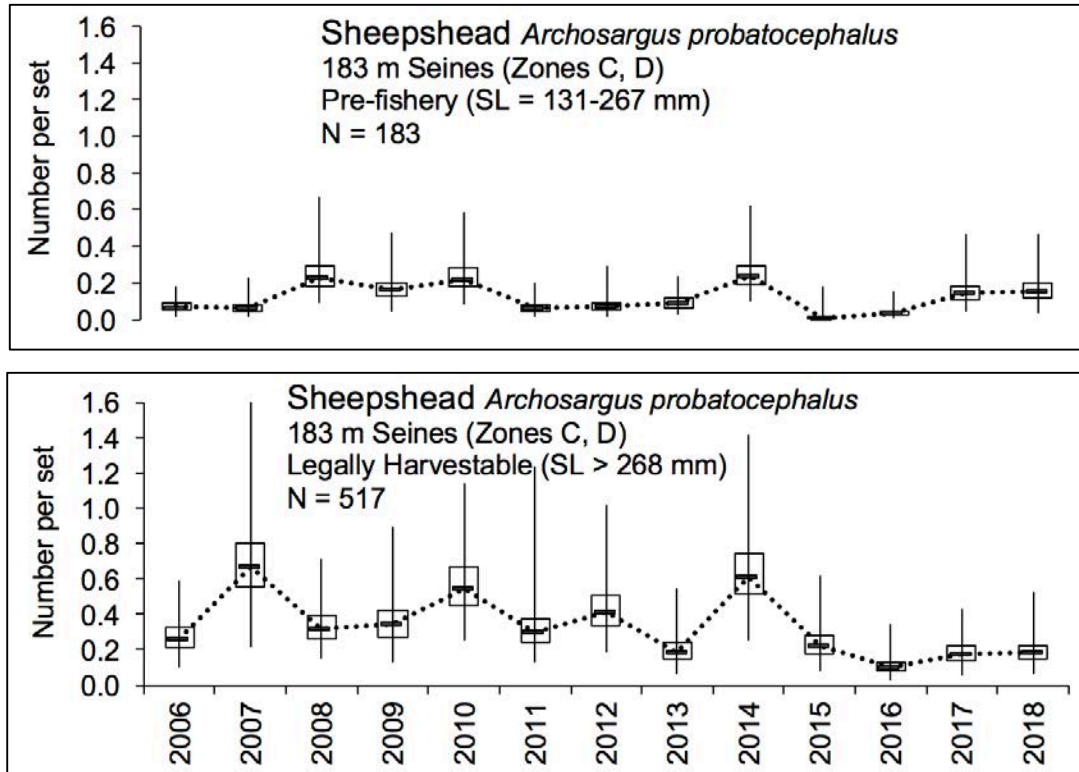 Sheepshead Archosargus probatocephalus
183 m Seines (Zones C, D)
Pre-fishery (SL = 131-267 mm)
N = 183
Number per set
1.6
1.4
1.2
1.0
0.8
0.6
0.4
0.2
0.0
Sheepshead Archosargus probatocephalus
183 m Seines (Zones C, D)
Legally Harvestable (SL > 268 mm)
N = 517
Number per set
1.6
1.4
1.2
1.0
0.8
0.6
0.4
0.2
0.0
2006 2007 2008 2009 2010 2011 2012 2013 2014 2015 2016 2017 2018